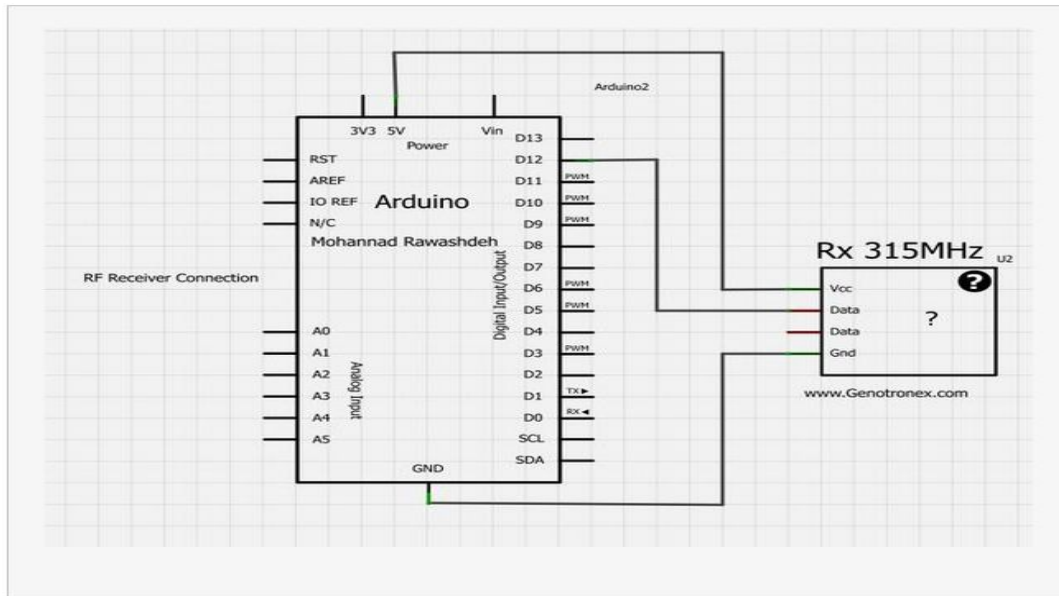 Arduino2
3V3 5V Vin
Power
D13
RST
D12
AREF
D11 PWM
IO REF
Arduino
D10 PWM
N/C
D9 PWM
Mohannad Rawashdeh
D8
Rx 315MHz
U2
RF Receiver Connection
Digital Input/Output
D7
D6 PWM
D5 PWM
D4
D3 PWM
D2
D1 TX
D0 RX
SCL
SDA
?
Vcc
Data
?
Data
Gnd
www.Genotronex.com
A0
A1
A2
A3
A4
A5
Analog Input
GND